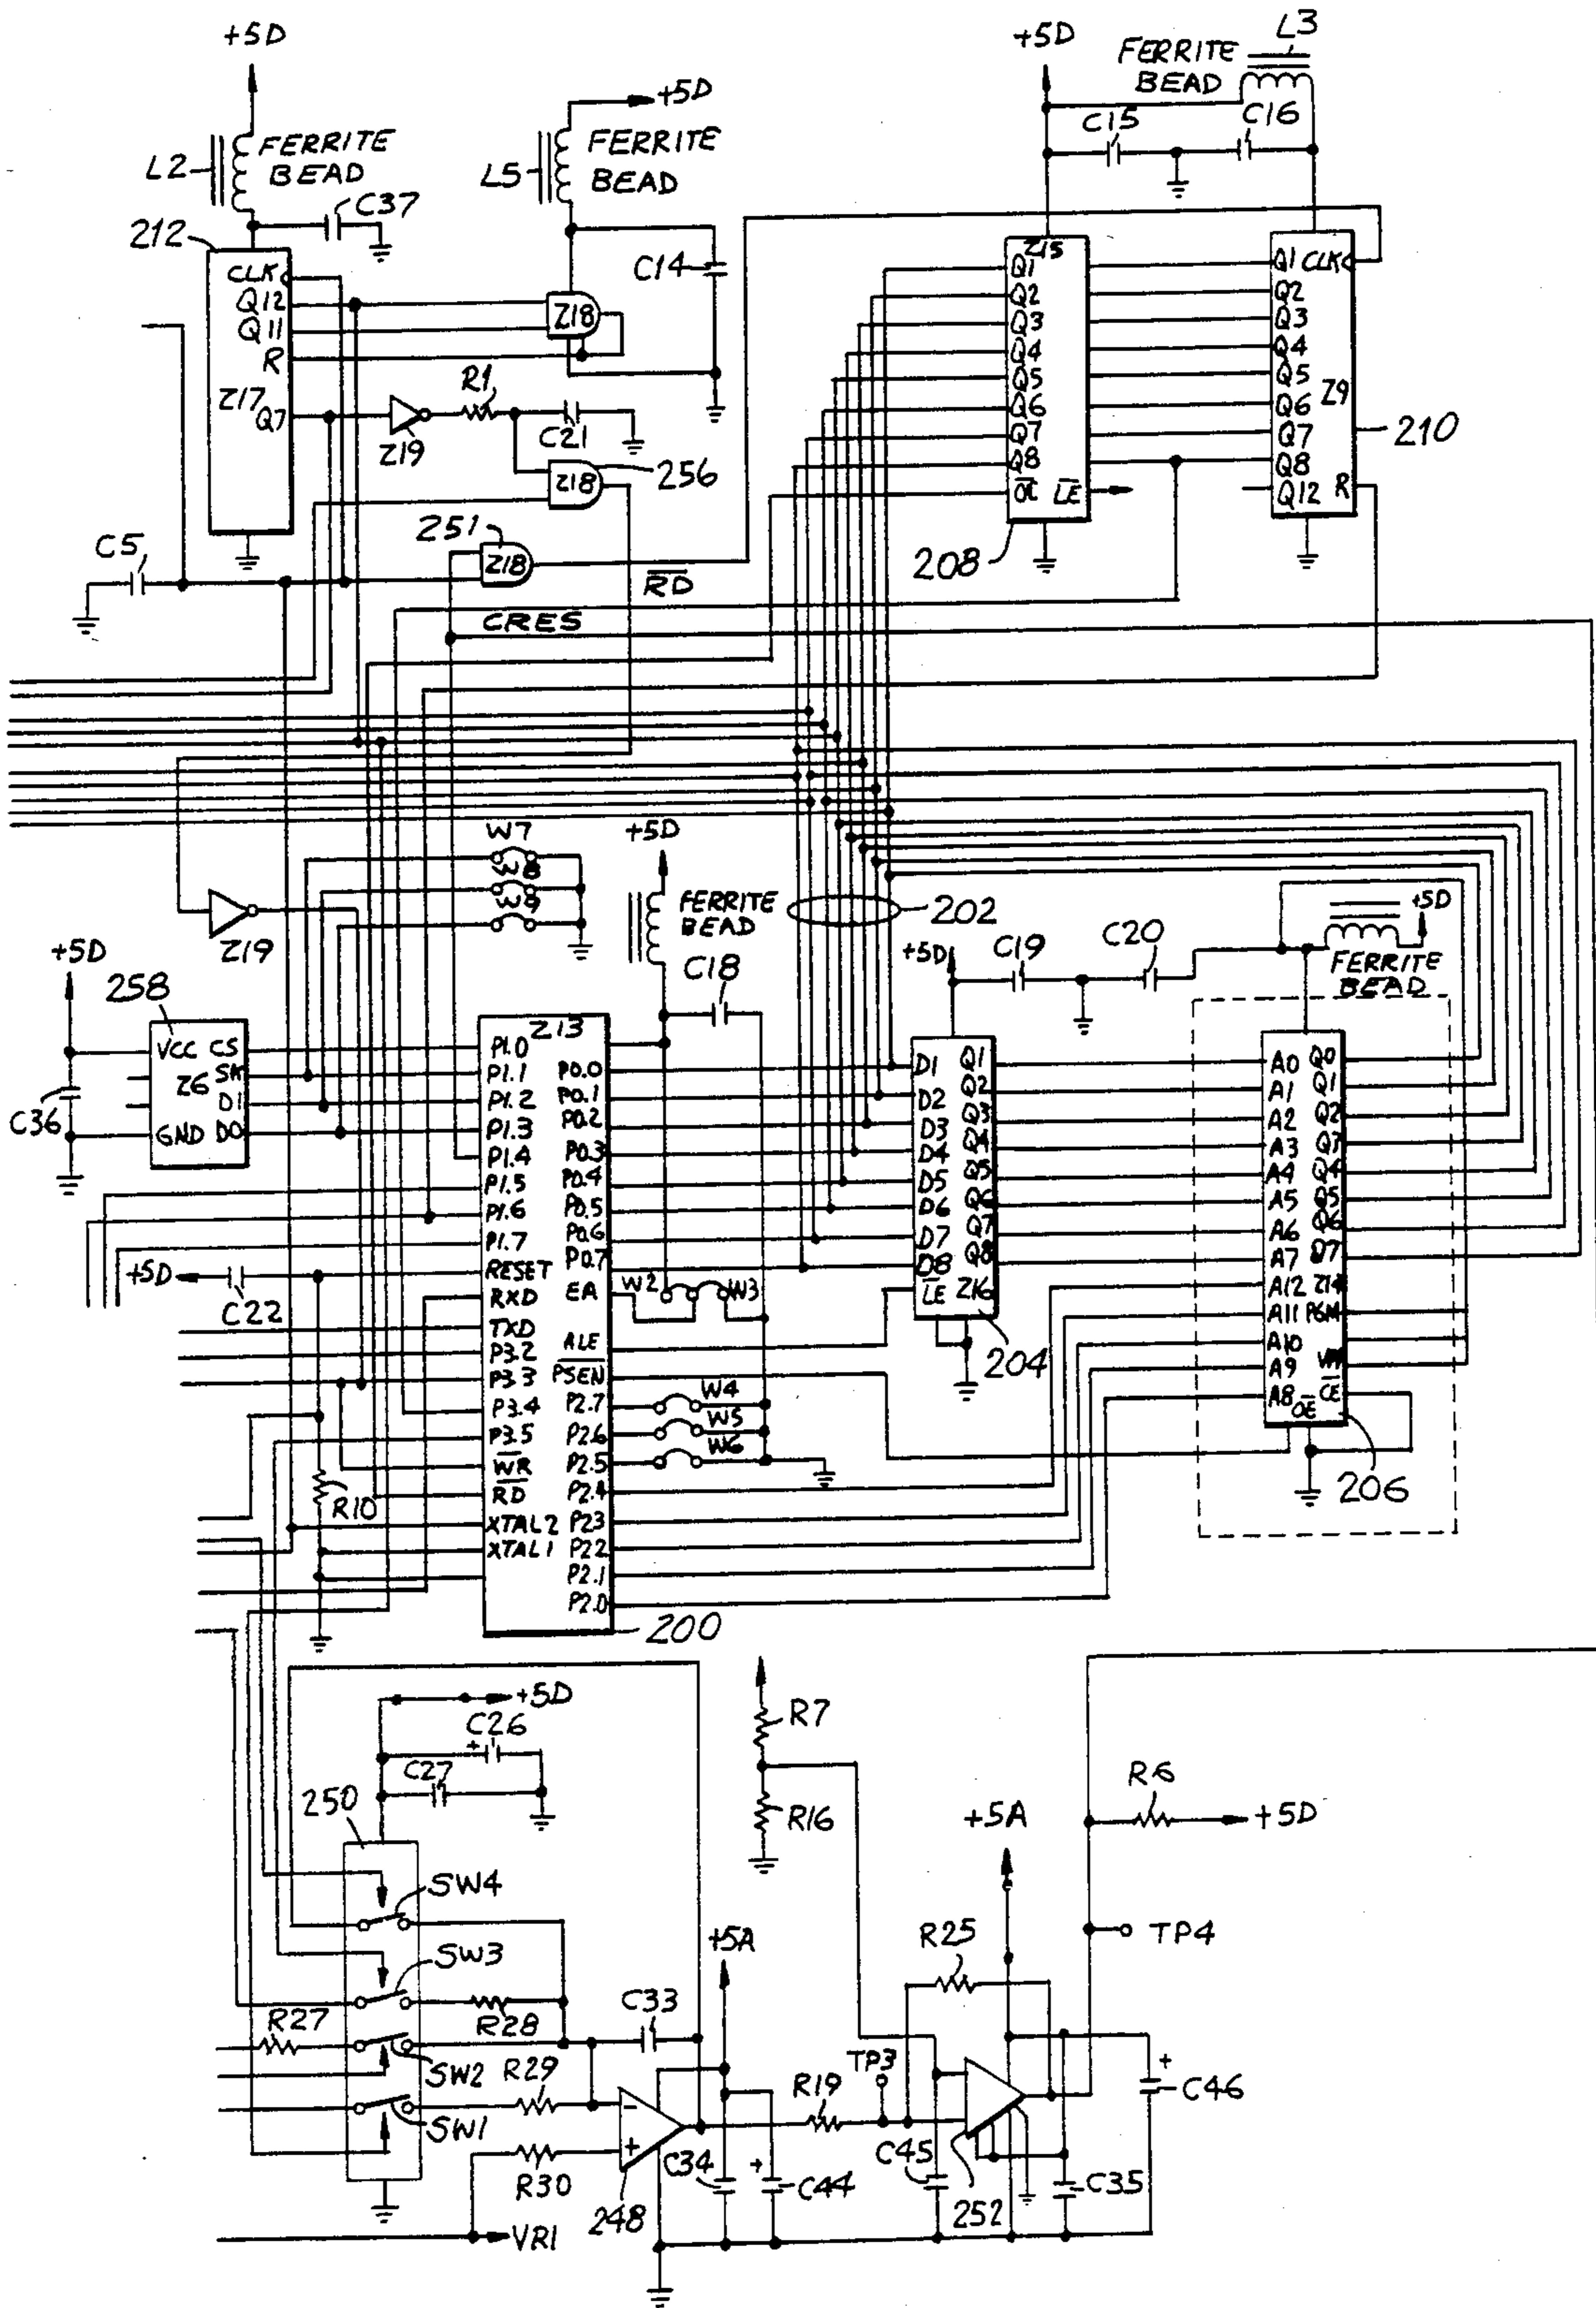 +5D
+5D
+5D
FERRITE
BEAD
L3
L2
FERRITE
BEAD
L5
FERRITE
BEAD
C15
C16
C37
C14
212
CLK
Q12
Q11
R
Z17
Q7
Z18
R1
C21
Z19
Z18
256
251
Z18
C5
RD
CRES
Z15
Q1
Q2
Q3
Q4
Q5
Q6
Q7
Q8
OC LE
208
Q1 CLK
Q2
Q3
Q4
Q5
Q6
Q7
Q8
Q12 R
Z9
210
W7
W8
W9
+5D
FERRITE
BEAD
C18
202
Z19
+5D
258
VCC CS
Z6 SK
DI
GND DO
C36
Z13
P1.0
P1.1
P1.2
P1.3
P1.4
P1.5
P1.6
P1.7
RESET
RXD
TXD
P3.2
P3.3
P3.4
P3.5
WR
RD
XTAL2
XTAL1
P0.0
P0.1
P0.2
P0.3
P0.4
P0.5
P0.6
P0.7
EA
ALE
PSEN
P2.7
P2.6
P2.5
P2.4
P23
P22
P2.1
P2.0
200
+5D
C22
R10
W2
W3
W4
W5
W6
+5D
C19
C20
+5D
FERRITE
BEAD
D1
D2
D3
D4
D5
D6
D7
D8
LE Z16
Q1
Q2
Q3
Q4
Q5
Q6
Q7
Q8
204
A0
A1
A2
A3
A4
A5
A6
A7
A12
A11
A10
A9
A8
OE
Q0
Q1
Q2
Q7
Q4
Q5
Q6
Q7
Z14
PGM
CE
206
+5D
C26
+
C27
250
SW4
SW3
R28
R27
SW2
R29
SW1
R30
VR1
R7
R16
C33
+5A
-
+
248
C34
+
C44
R19
TP3
R25
+5A
C45
252
C35
+
C46
R6
+5D
TP4